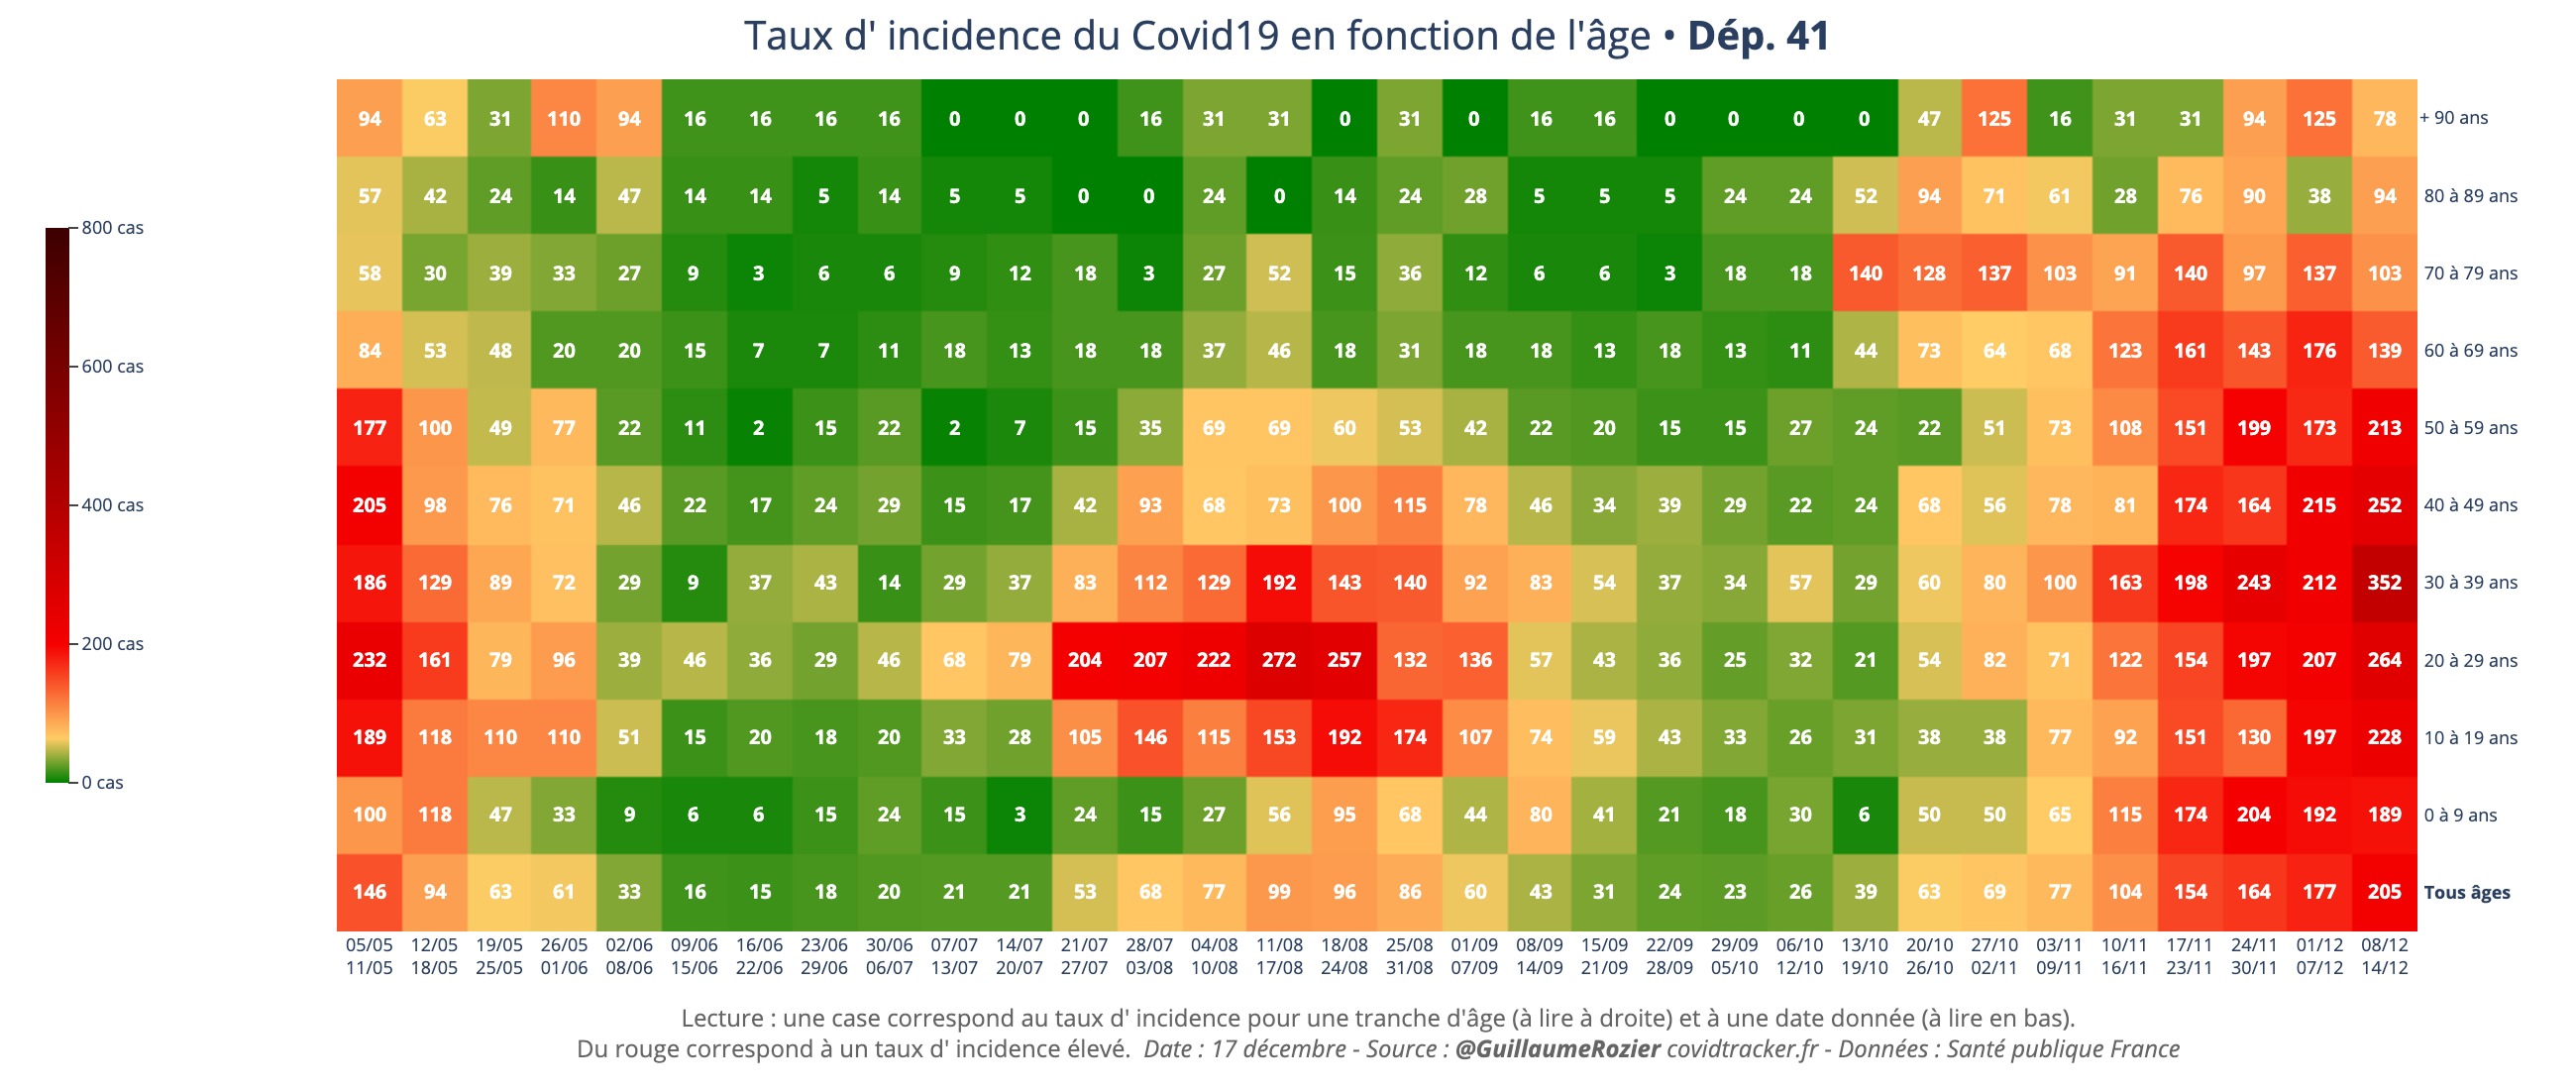 Taux d' incidence du Covid19 en fonction de l'âge • Dép. 41
800 cas
600 cas
400 cas
200 cas
0 cas
94 63 31 110 94 16 16 16 16 0 0 0 16 31 31 0 31 0 16 16 0 0 0 0 47 125 16 31 31 94 125 78 + 90 ans
57 42 24 14 47 14 14 5 14 5 5 0 0 24 0 14 24 28 5 5 5 24 24 52 94 71 61 28 76 90 38 94 80 à 89 ans
58 30 39 33 27 9 3 6 6 9 12 18 3 27 52 15 36 12 6 6 3 18 18 140 128 137 103 91 140 97 137 103 70 à 79 ans
84 53 48 20 20 15 7 7 11 18 13 18 18 37 46 18 31 18 18 13 18 13 11 44 73 64 68 123 161 143 176 139 60 à 69 ans
177 100 49 77 22 11 2 15 22 2 7 15 35 69 69 60 53 42 22 20 15 15 27 24 22 51 73 108 151 199 173 213 50 à 59 ans
205 98 76 71 46 22 17 24 29 15 17 42 93 68 73 100 115 78 46 34 39 29 22 24 68 56 78 81 174 164 215 252 40 à 49 ans
186 129 89 72 29 9 37 43 14 29 37 83 112 129 192 143 140 92 83 54 37 34 57 29 60 80 100 163 198 243 212 352 30 à 39 ans
232 161 79 96 39 46 36 29 46 68 79 204 207 222 272 257 132 136 57 43 36 25 32 21 54 82 71 122 154 197 207 264 20 à 29 ans
189 118 110 110 51 15 20 18 20 33 28 105 146 115 153 192 174 107 74 59 43 33 26 31 38 38 77 92 151 130 197 228 10 à 19 ans
100 118 47 33 9 6 6 15 24 15 3 24 15 27 56 95 68 44 80 41 21 18 30 6 50 50 65 115 174 204 192 189 0 à 9 ans
146 94 63 61 33 16 15 18 20 21 21 53 68 77 99 96 86 60 43 31 24 23 26 39 63 69 77 104 154 164 177 205 Tous âges
05/05 12/05 19/05 26/05 02/06 09/06 16/06 23/06 30/06 07/07 14/07 21/07 28/07 04/08 11/08 18/08 25/08 01/09 08/09 15/09 22/09 29/09 06/10 13/10 20/10 27/10 03/11 10/11 17/11 24/11 01/12 08/12
11/05 18/05 25/05 01/06 08/06 15/06 22/06 29/06 06/07 13/07 20/07 27/07 03/08 10/08 17/08 24/08 31/08 07/09 14/09 21/09 28/09 05/10 12/10 19/10 26/10 02/11 09/11 16/11 23/11 30/11 07/12 14/12
Lecture : une case correspond au taux d' incidence pour une tranche d'âge (à lire à droite) et à une date donnée (à lire en bas).
Du rouge correspond à un taux d' incidence élevé. Date : 17 décembre - Source : @GuillaumeRozier covidtracker.fr - Données : Santé publique France